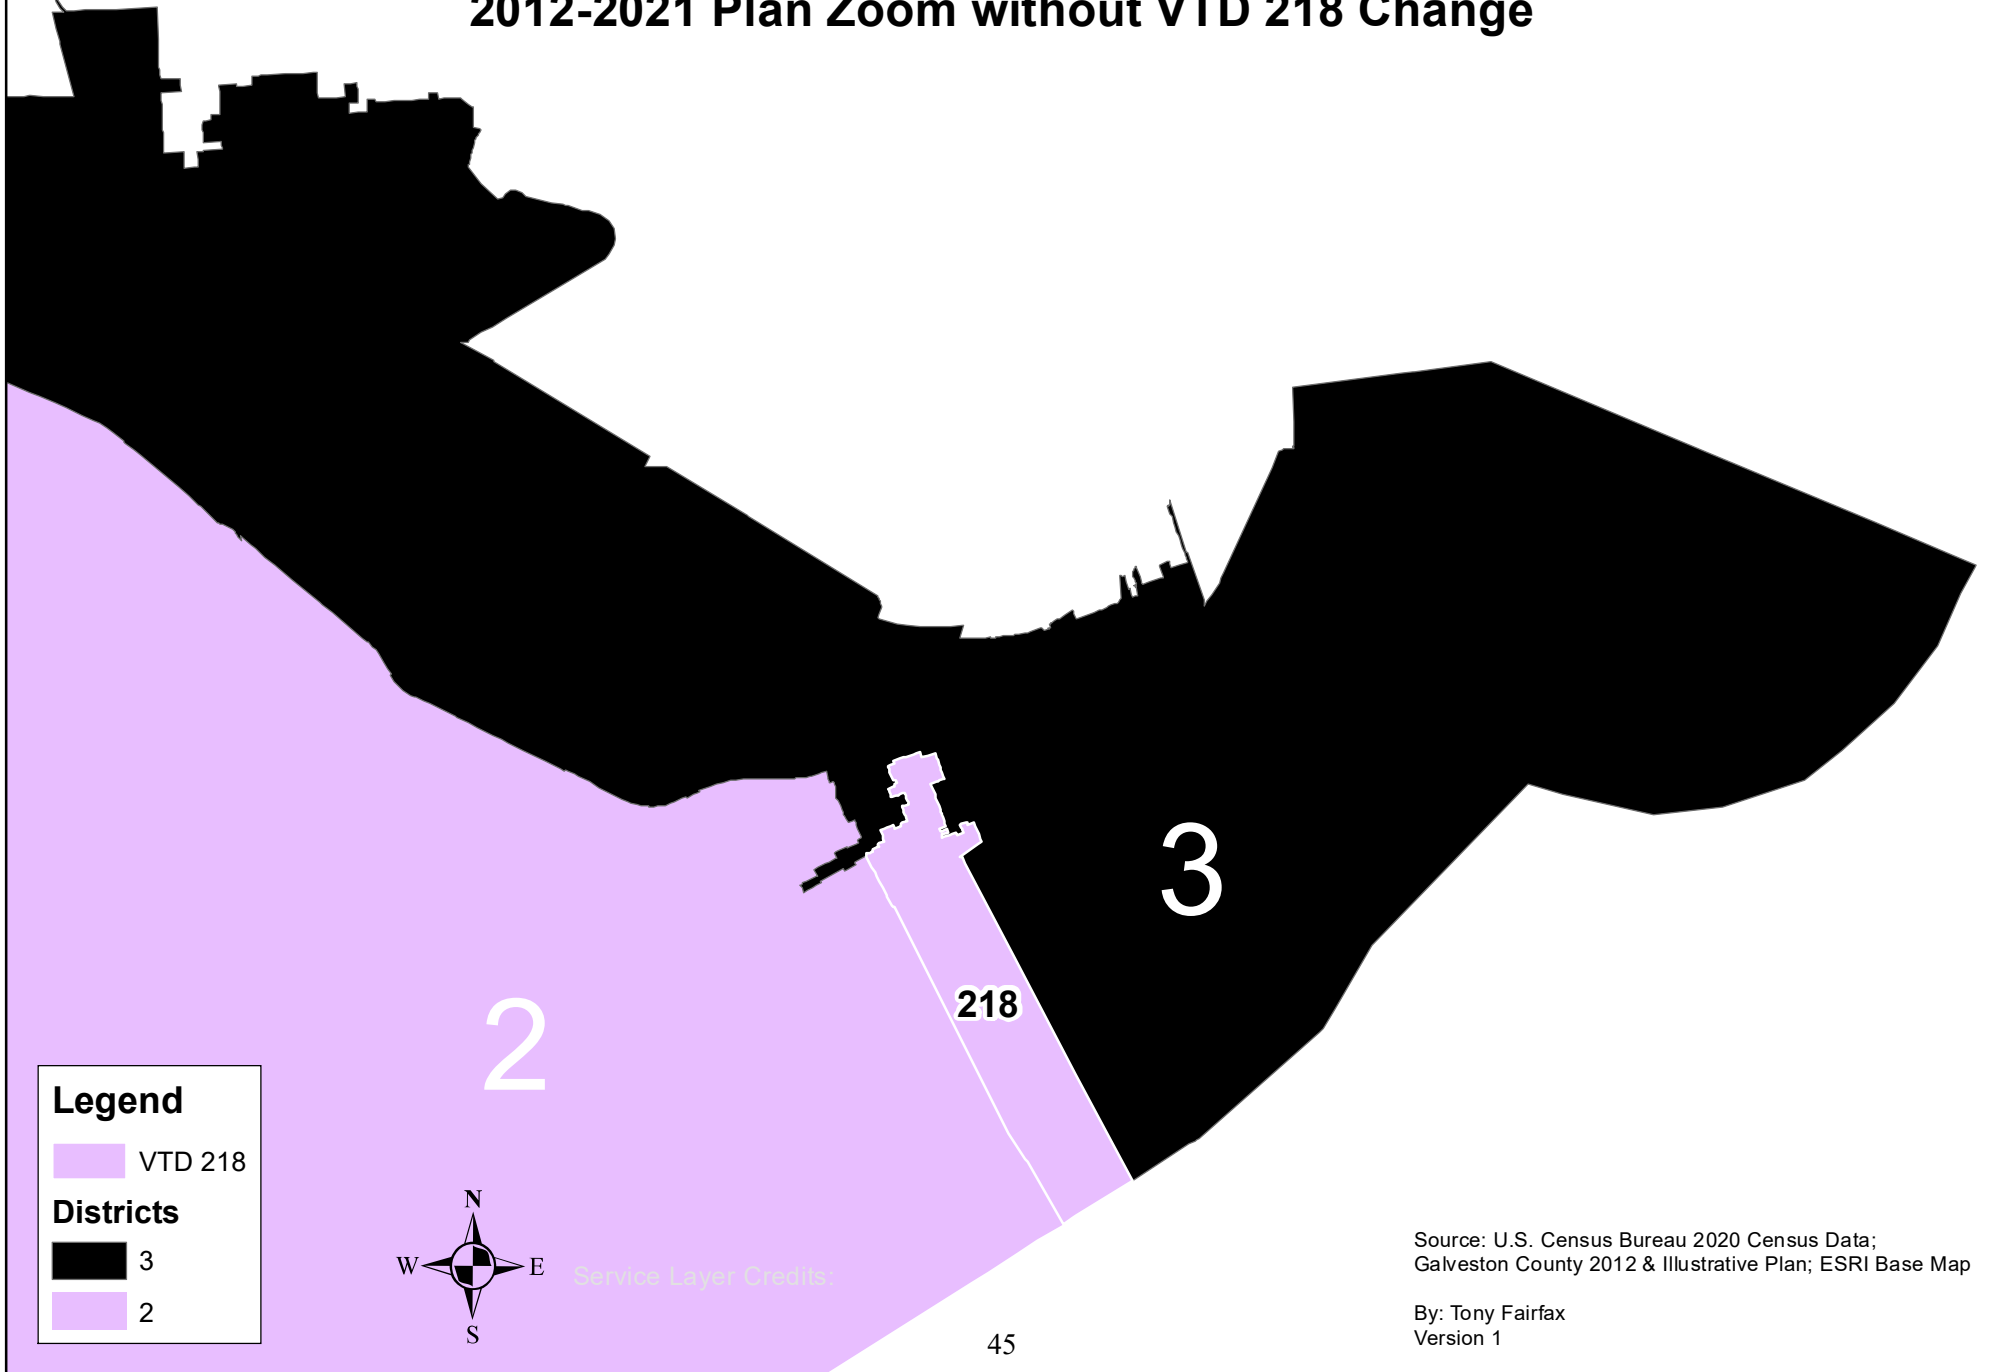 2012-2021 Plan Zoom without VTD 218 Change
3
218
2
Legend
VTD 218
Districts
3
2
N
W E
S
Service Layer Credits:
Source: U.S. Census Bureau 2020 Census Data;
Galveston County 2012 & Illustrative Plan; ESRI Base Map
By: Tony Fairfax
Version 1
45